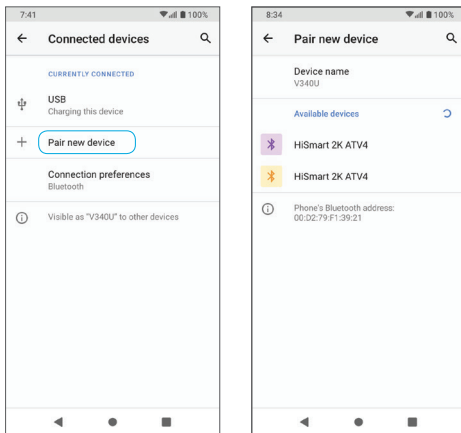 7:41
100%
Connected devices
CURRENTLY CONNECTED
USB
Charging this device
Pair new device
Connection preferences
Bluetooth
Visible as "V340U" to other devices
8:34
100%
Pair new device
Device name
V340U
Available devices
HiSmart 2K ATV4
HiSmart 2K ATV4
Phone's Bluetooth address:
00:D2:79:F1:39:21